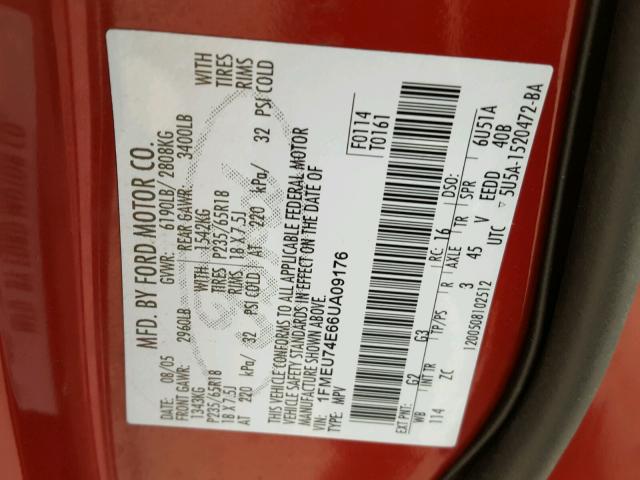 MFD. BY FORD MOTOR CO.
DATE: 08/05 GVWR: 6190LB/ 2808KG
FRONT GAWR: 2960LB REAR GAWR: 3400LB
1343KG WITH 1542KG WITH
P235/65R18 TIRES P235/65R18 TIRES
18 X 7.5J RIMS 18 X 7.5J RIMS
AT 220 kPa/ 32 PSI COLD AT 220 kPa/ 32 PSI COLD
THIS VEHICLE CONFORMS TO ALL APPLICABLE FEDERAL MOTOR
VEHICLE SAFETY STANDARDS IN EFFECT ON THE DATE OF
MANUFACTURE SHOWN ABOVE.
VIN: 1FMEU74E66UA09176
TYPE: MPV
F0114
T0161
EXT PNT: G2 G3 RC: 16 DSO: 6U51A
WB INT TR TP/PS R AXLE TR SPR EEDD 40B
114 ZC 3 45 V
UTC
▽ 5U5A-1520472-BA
120050810251​2